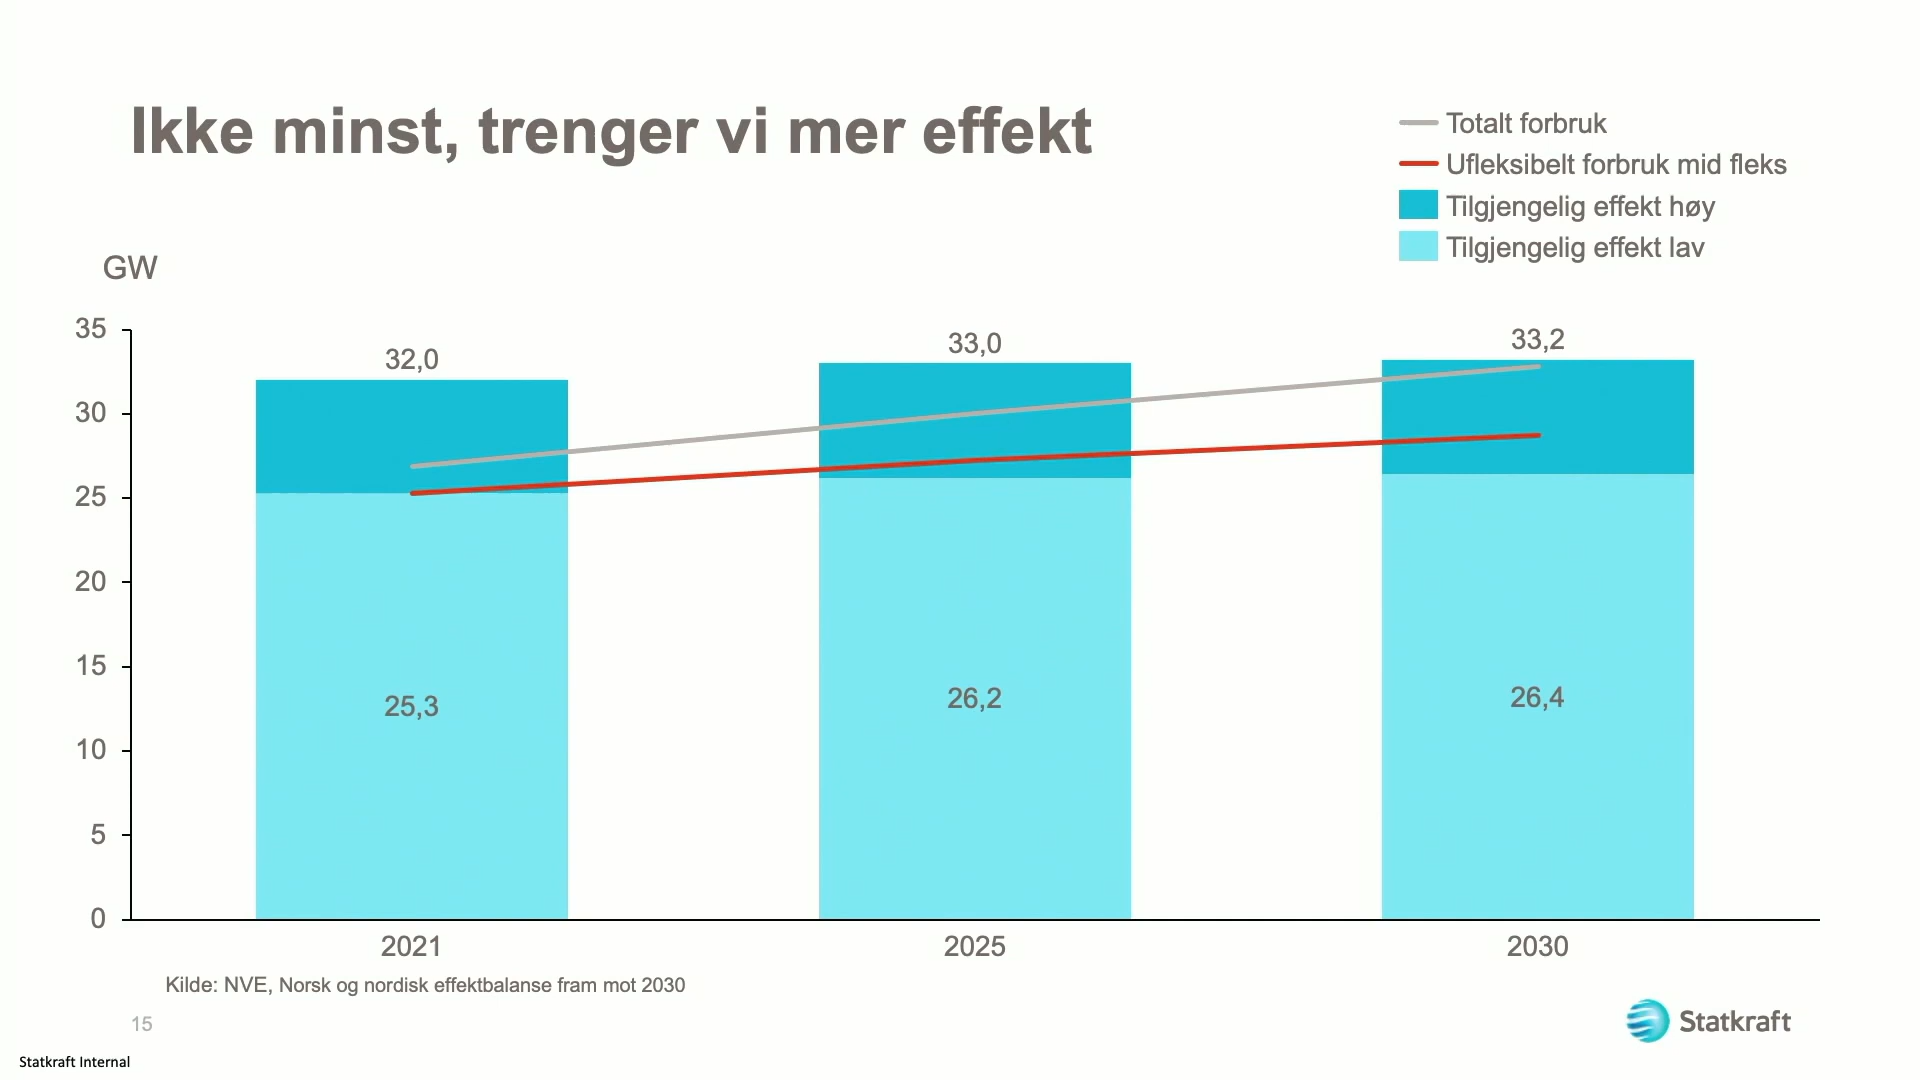 Ikke minst, trenger vi mer effekt
Totalt forbruk
Ufleksibelt forbruk mid fleks
Tilgjengelig effekt høy
Tilgjengelig effekt lav
GW
35
30
25
20
15
10
5
0
32,0
33,0
33,2
25,3
26,2
26,4
2021
2025
2030
Kilde: NVE, Norsk og nordisk effektbalanse fram mot 2030
15
Statkraft
Statkraft Internal